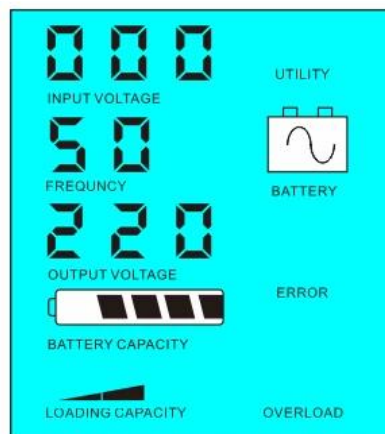 000
UTILITY
INPUT VOLTAGE
50
FREQUNCY
BATTERY
220
OUTPUT VOLTAGE
ERROR
BATTERY CAPACITY
LOADING CAPACITY
OVERLOAD